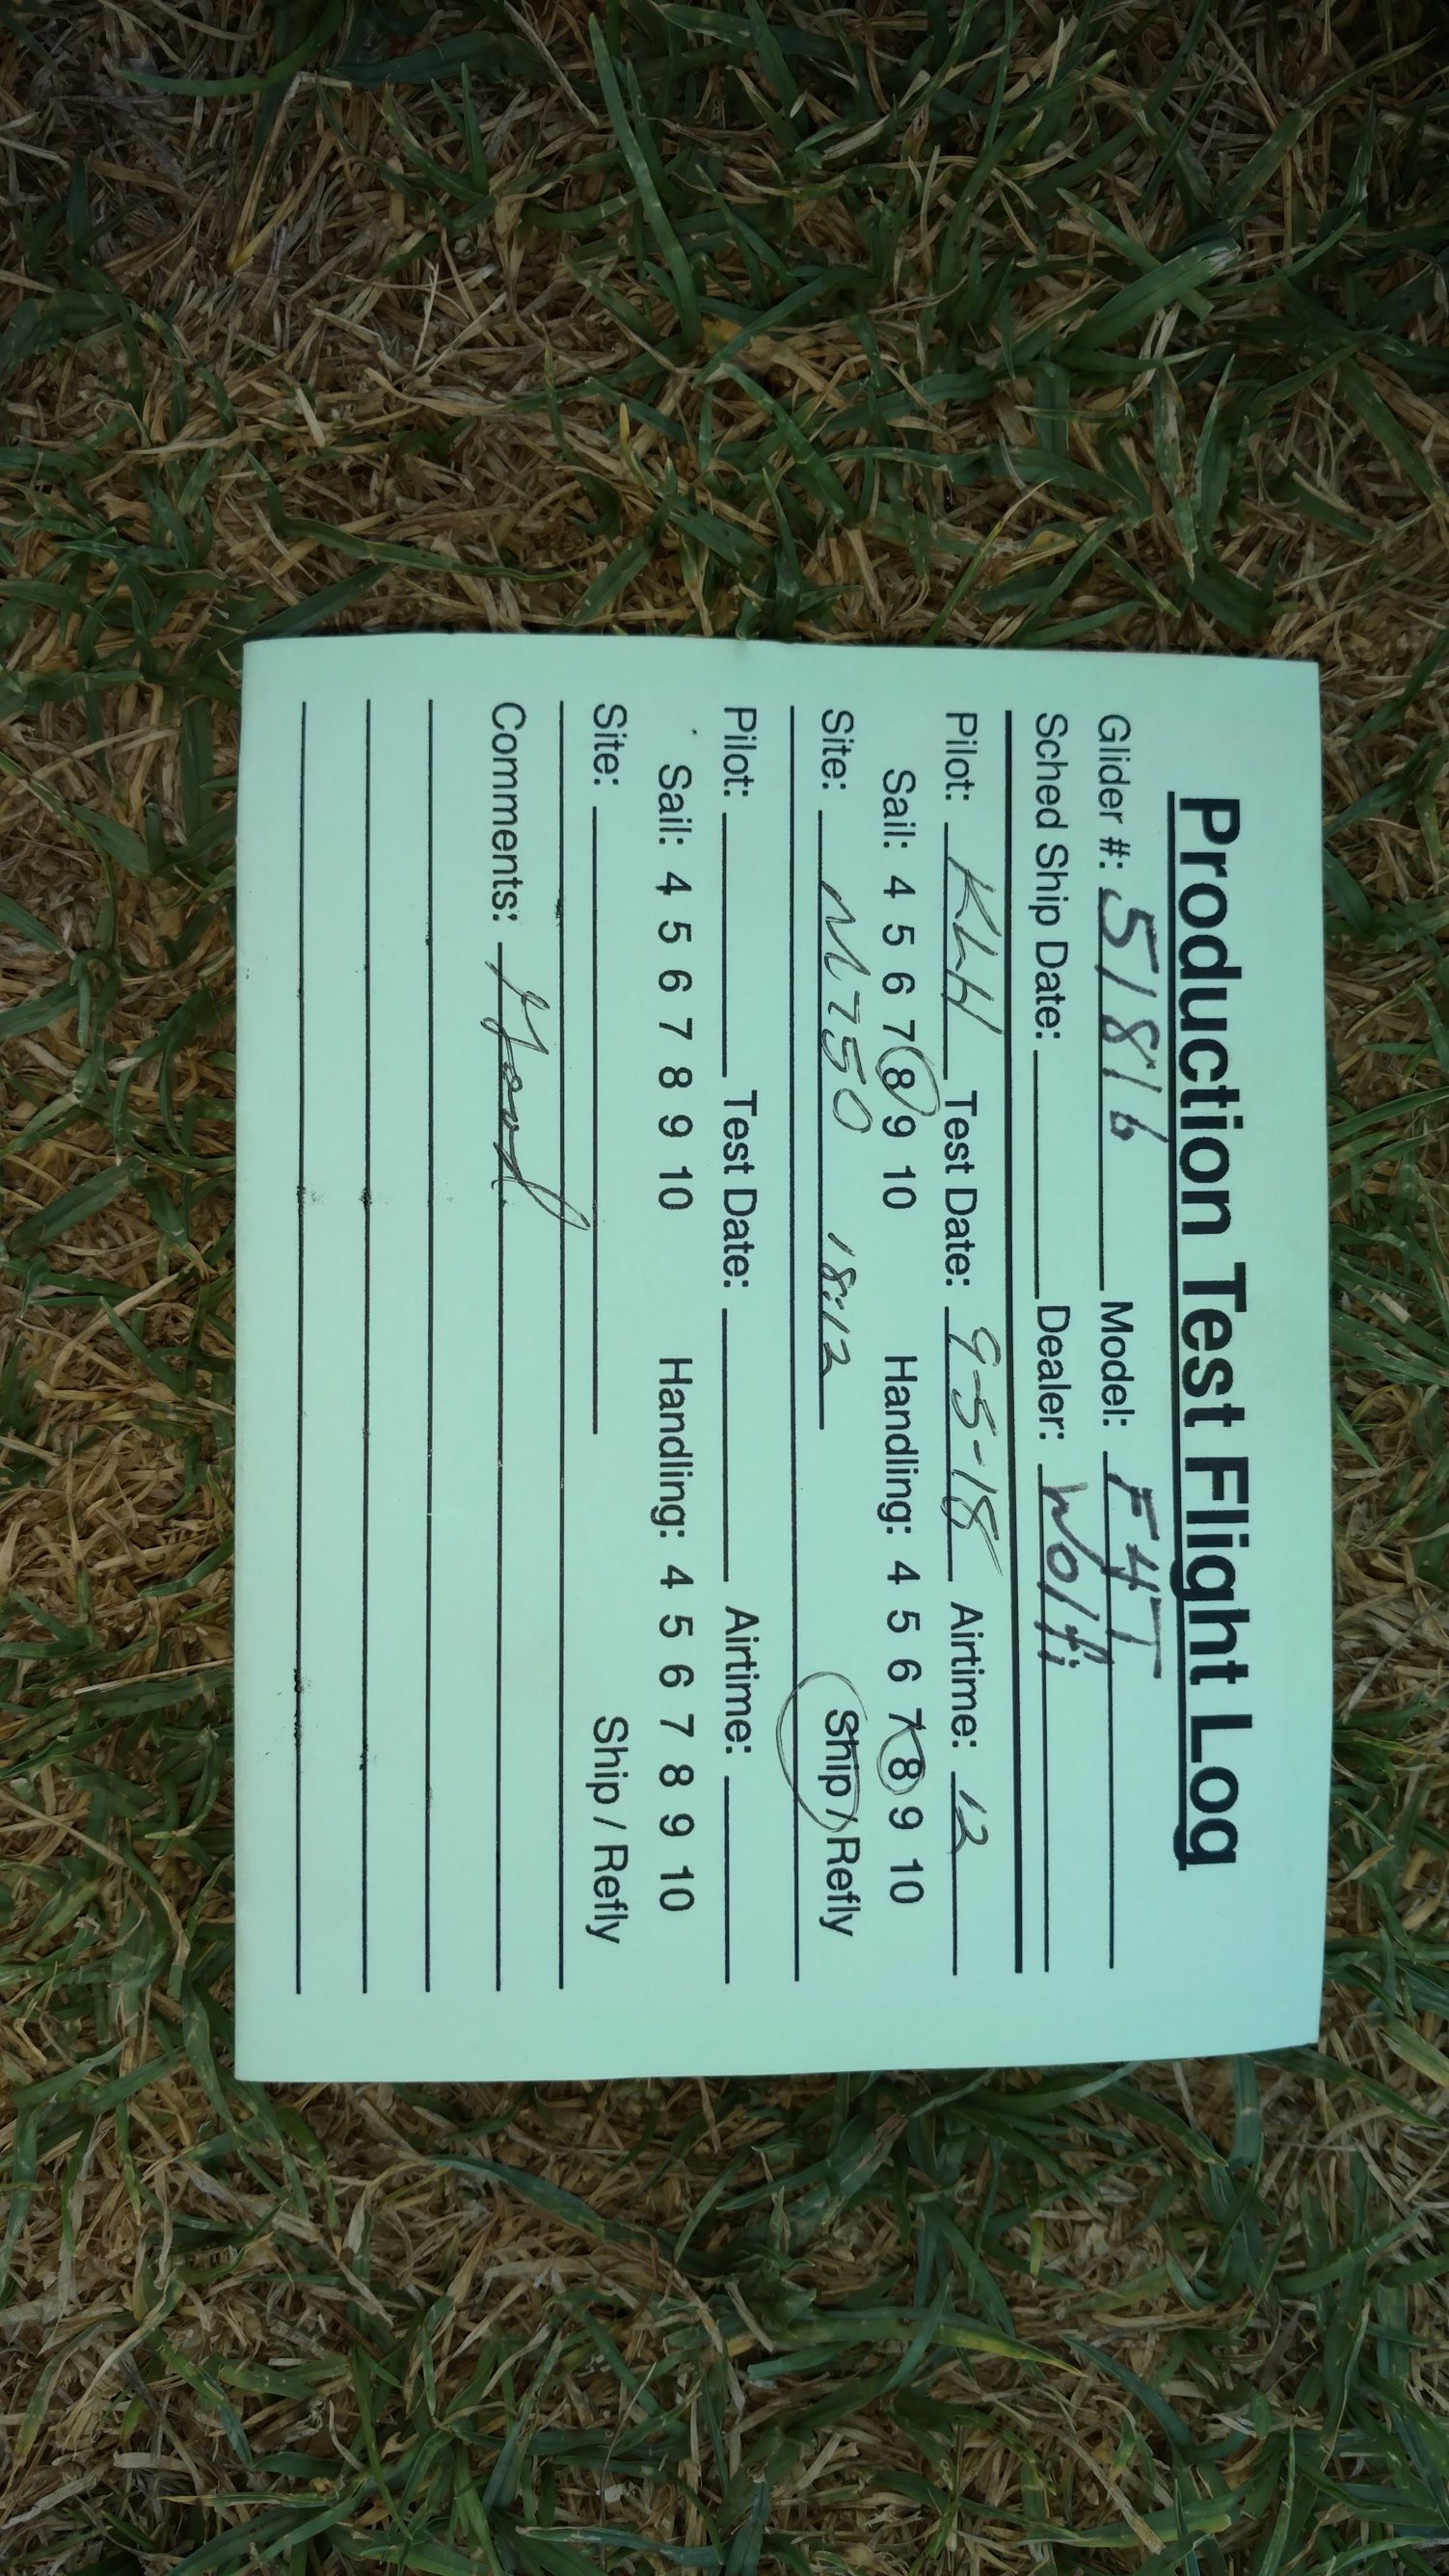 Production Test Flight Log
Glider #: 51816 Model: F4T
Sched Ship Date: Dealer: Wolfi
Pilot: KLH Test Date: 9-5-18 Airtime: 12
Sail: 4 5 6 7 8 9 10 Handling: 4 5 6 7 8 9 10
Site: M 750 18:12 Ship / Refly
Pilot: Test Date: Airtime:
Sail: 4 5 6 7 8 9 10 Handling: 4 5 6 7 8 9 10
Site: Ship / Refly
Comments: Good